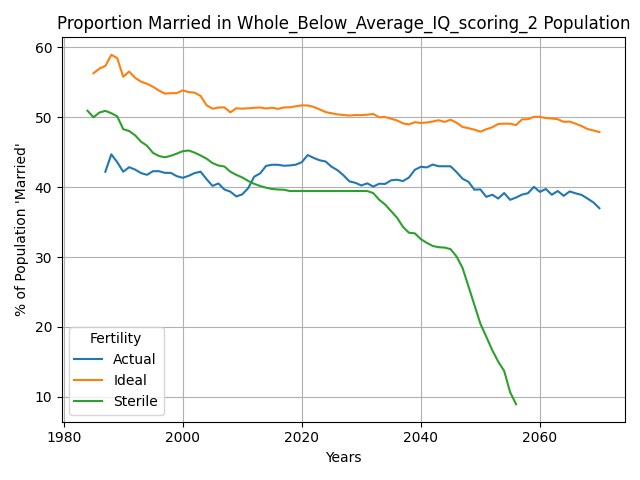 Proportion Married in Whole_Below_Average_IQ_scoring_2 Population
% of Population 'Married'
60
50
40
30
20
10
Fertility
Actual
Ideal
Sterile
1980
2000
2020
2040
2060
Years